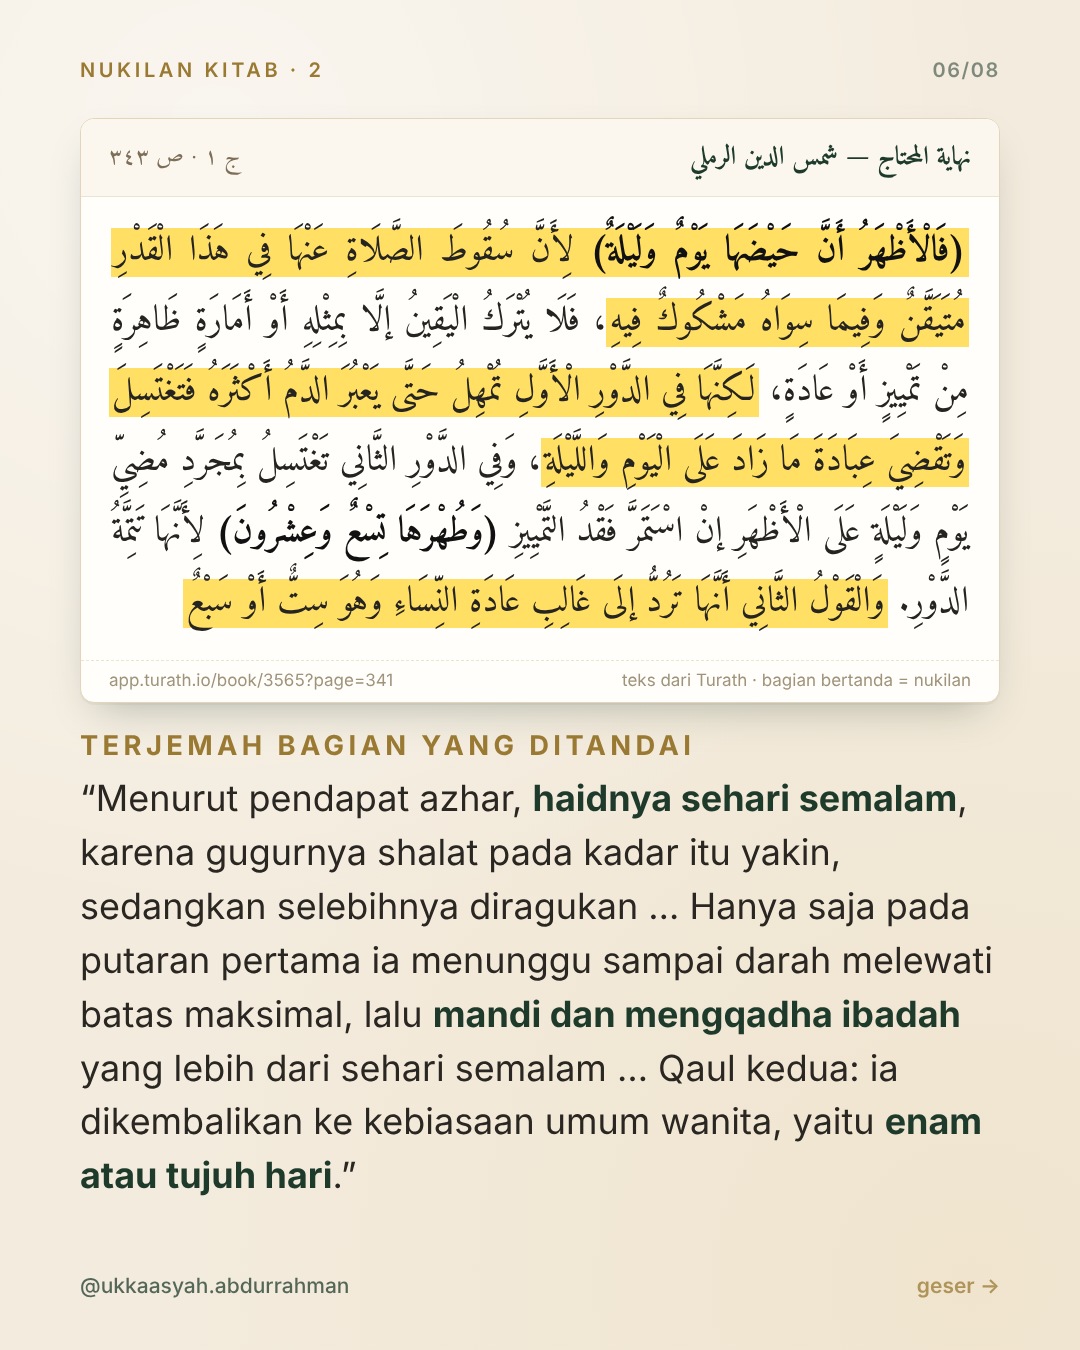 NUKILAN KITAB · 2
06/08
نهاية المحتاج — شمس الدين الرملي
ج ١ · ص ٣٤٣
(فَالْأَظْهَرُ أَنَّ حَيْضَهَا يَوْمٌ وَلَيْلَةٌ) لِأَنَّ سُقُوطَ الصَّلَاةِ عَنْهَا فِي هَذَا الْقَدْرِ
مُتَيَقَّنٌ وَفِيمَا سِوَاهُ مَشْكُوكٌ فِيهِ، فَلَا يُتْرَكُ الْيَقِينُ إلَّا بِمِثْلِهِ أَوْ أَمَارَةٍ ظَاهِرَةٍ
مِنْ تَمْيِيزٍ أَوْ عَادَةٍ، لَكِنَّهَا فِي الدَّوْرِ الْأَوَّلِ تُمْهِلُ حَتَّى يَعْبُرَ الدَّمُ أَكْثَرَهُ فَتَغْتَسِلَ
وَتَقْضِيَ عِبَادَةَ مَا زَادَ عَلَى الْيَوْمِ وَاللَّيْلَةِ، وَفِي الدَّوْرِ الثَّانِي تَغْتَسِلُ بِمُجَرَّدِ مُضِيِّ
يَوْمٍ وَلَيْلَةٍ عَلَى الْأَظْهَرِ إنْ اسْتَمَرَّ فَقْدُ التَّمْيِيزِ (وَطُهْرَهَا تِسْعٌ وَعِشْرُونَ) لِأَنَّهَا تَتِمَّةُ
الدَّوْرِ. وَالْقَوْلُ الثَّانِي أَنَّهَا تَرُدُّ إلَى غَالِبِ عَادَةِ النِّسَاءِ وَهُوَ سِتٌّ أَوْ سَبْعٌ
app.turath.io/book/3565?page=341
teks dari Turath · bagian bertanda = nukilan
TERJEMAH BAGIAN YANG DITANDAI
“Menurut pendapat azhar, haidnya sehari semalam,
karena gugurnya shalat pada kadar itu yakin,
sedangkan selebihnya diragukan … Hanya saja pada
putaran pertama ia menunggu sampai darah melewati
batas maksimal, lalu mandi dan mengqadha ibadah
yang lebih dari sehari semalam … Qaul kedua: ia
dikembalikan ke kebiasaan umum wanita, yaitu enam
atau tujuh hari.”
@ukkaasyah.abdurrahman
geser →